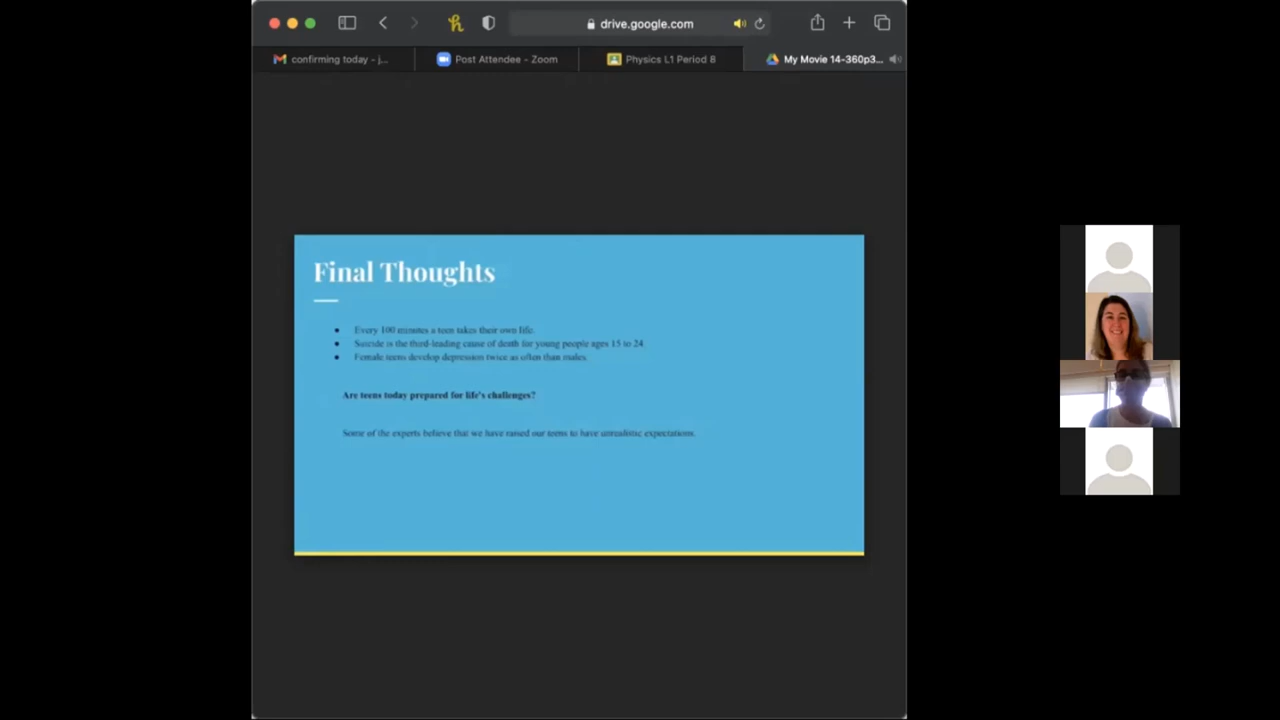 drive.google.com
confirming today - j...
Post Attendee - Zoom
Physics L1 Period 8
My Movie 14-360p3...
Final Thoughts
Every 100 minutes a teen takes their own life.
Suicide is the third-leading cause of death for young people ages 15 to 24
Female teens develop depression twice as often than males
Are teens today prepared for life's challenges?
Some of the experts believe that we have raised our teens to have unrealistic expectations.